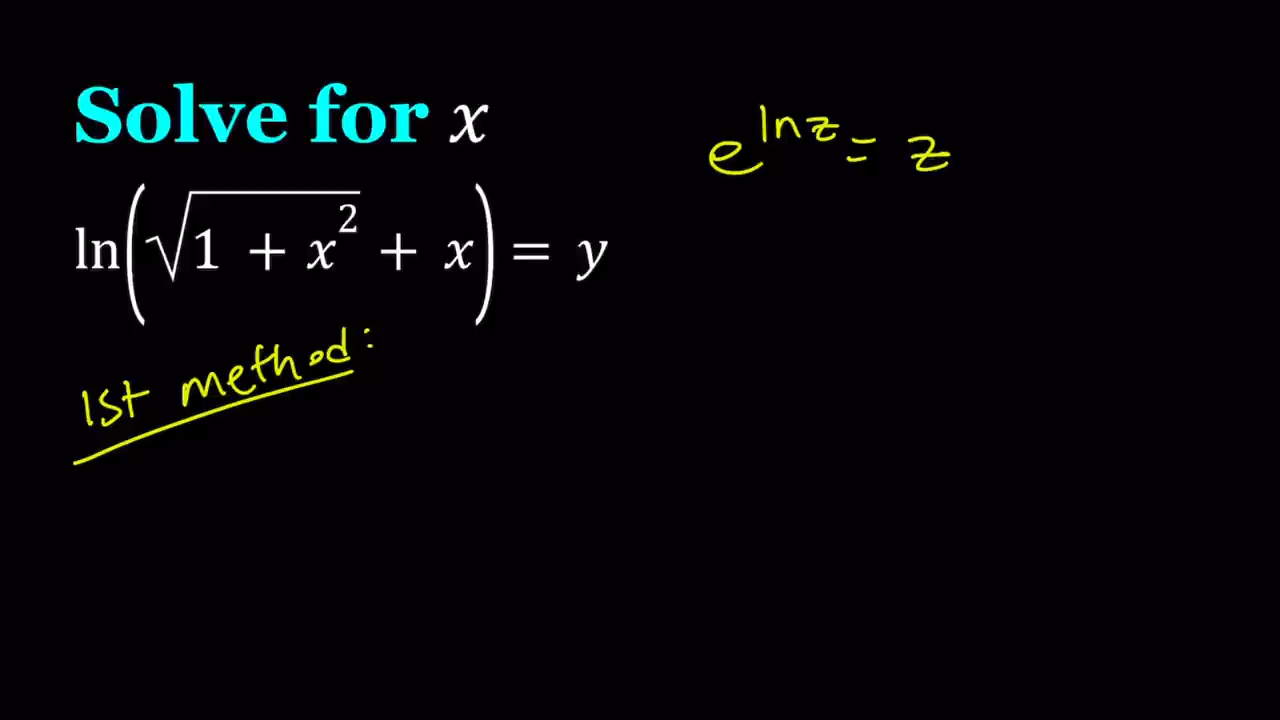 Solve for x
e^{ln z} = z
ln(√(1 + x²) + x) = y
1st method: